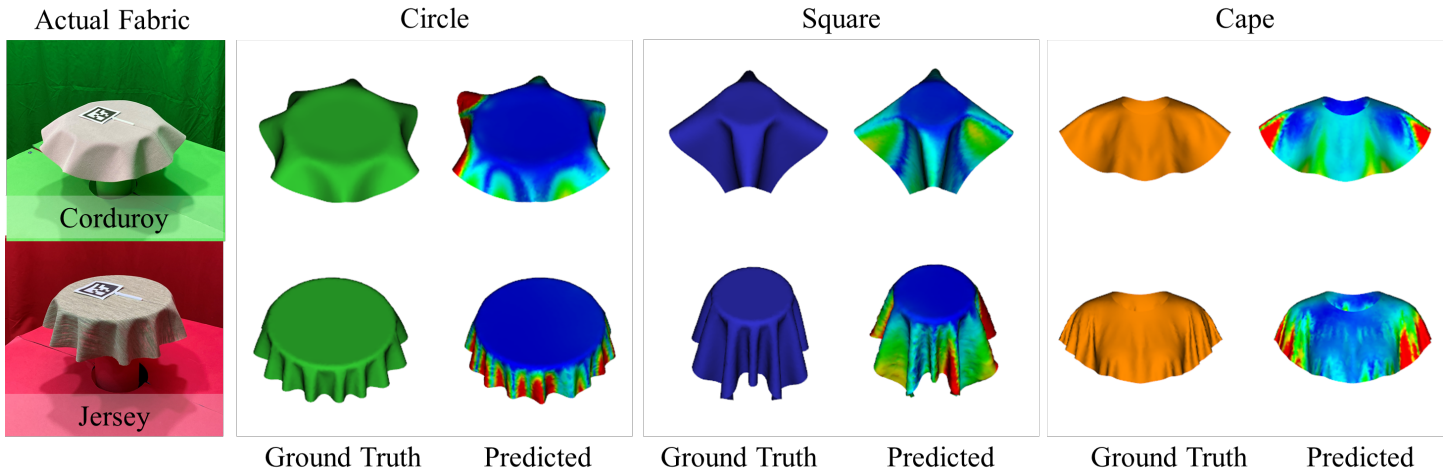 Actual Fabric
Circle
Square
Cape
Corduroy
Jersey
Ground Truth
Predicted
Ground Truth
Predicted
Ground Truth
Predicted